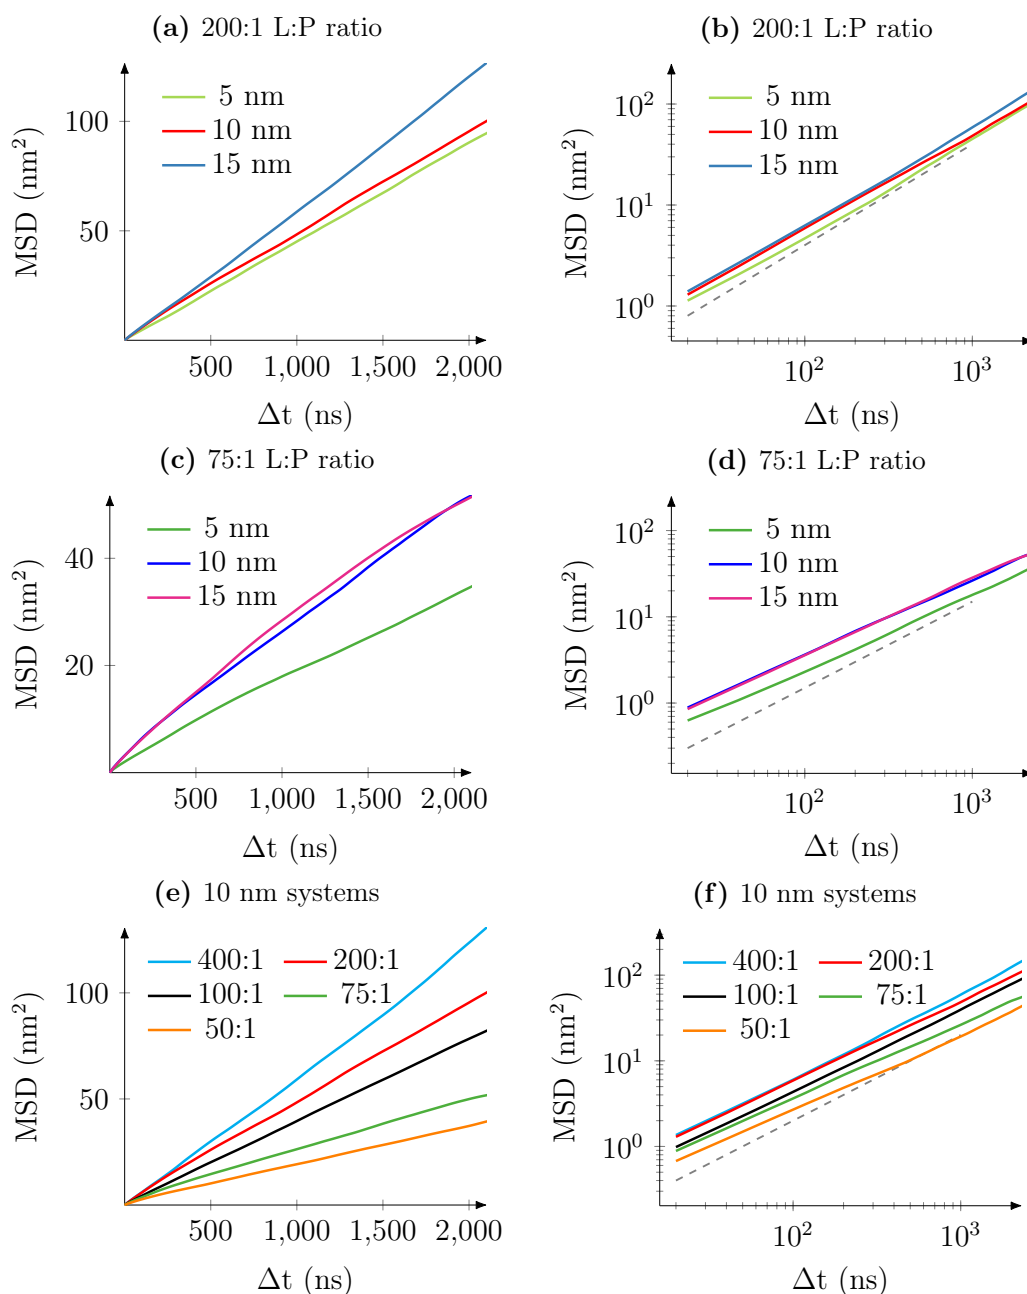 (a) 200:1 L:P ratio
MSD (nm²)
100
50
5 nm
10 nm
15 nm
500 1,000 1,500 2,000
Δt (ns)
(b) 200:1 L:P ratio
MSD (nm²)
10²
10¹
10⁰
5 nm
10 nm
15 nm
10² 10³
Δt (ns)
(c) 75:1 L:P ratio
MSD (nm²)
40
20
5 nm
10 nm
15 nm
500 1,000 1,500 2,000
Δt (ns)
(d) 75:1 L:P ratio
MSD (nm²)
10²
10¹
10⁰
5 nm
10 nm
15 nm
10² 10³
Δt (ns)
(e) 10 nm systems
MSD (nm²)
100
50
400:1 200:1
100:1 75:1
50:1
500 1,000 1,500 2,000
Δt (ns)
(f) 10 nm systems
MSD (nm²)
10²
10¹
10⁰
400:1 200:1
100:1 75:1
50:1
10² 10³
Δt (ns)